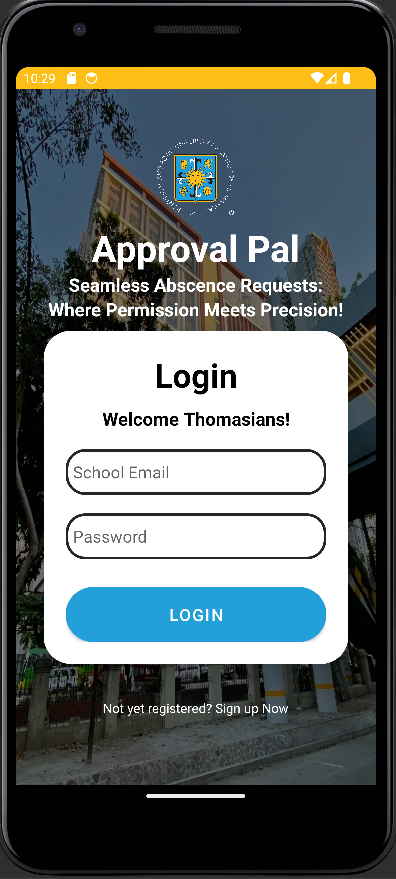 10:29
Approval Pal
Seamless Abscence Requests:
Where Permission Meets Precision!
Login
Welcome Thomasians!
School Email
Password
LOGIN
Not yet registered? Sign up Now